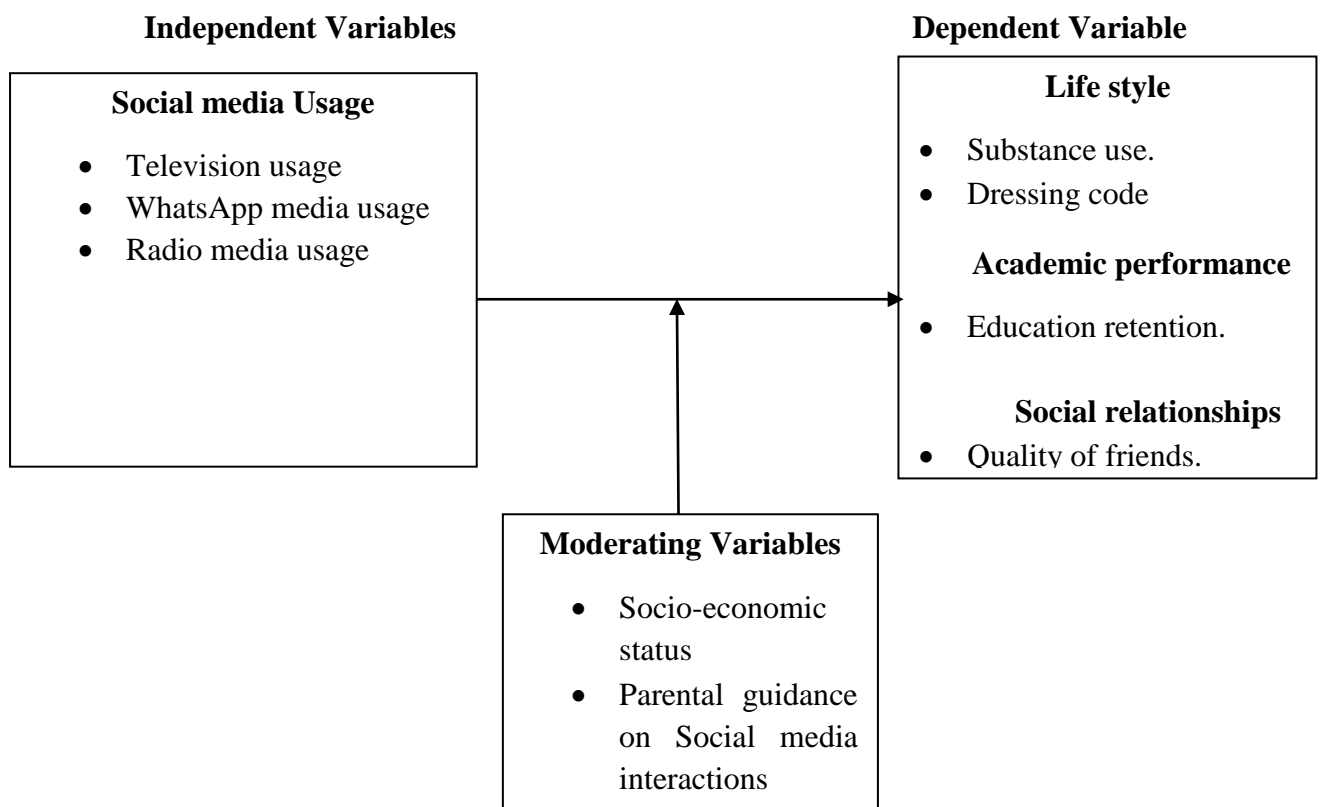 Independent Variables
Dependent Variable
Social media Usage
• Television usage
• WhatsApp media usage
• Radio media usage
Life style
• Substance use.
• Dressing code
Academic performance
• Education retention.
Social relationships
• Quality of friends.
Moderating Variables
• Socio-economic
status
• Parental guidance
on Social media
interactions